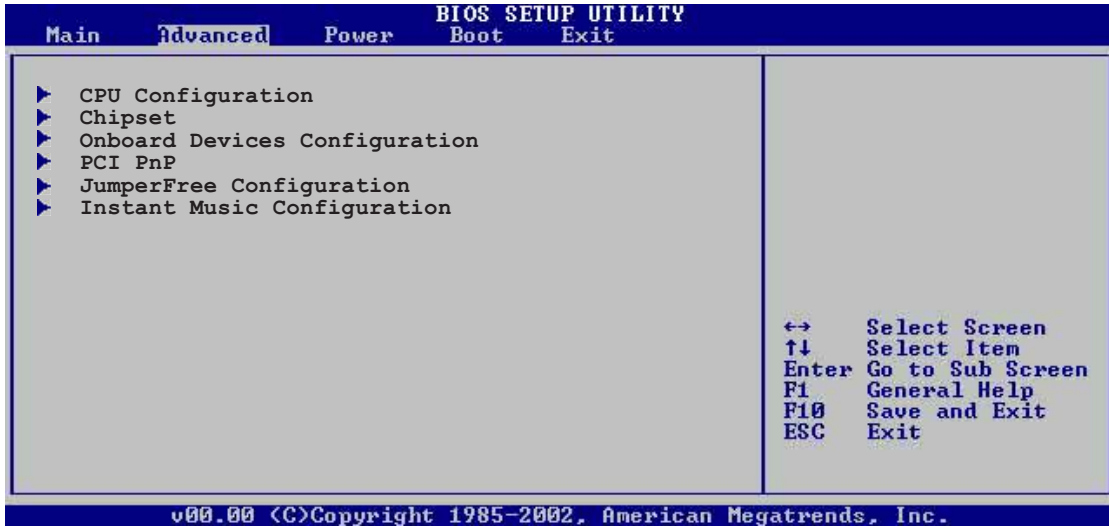 BIOS SETUP UTILITY
Main Advanced Power Boot Exit
CPU Configuration
Chipset
Onboard Devices Configuration
PCI PnP
JumperFree Configuration
Instant Music Configuration
←→ Select Screen
↑↓ Select Item
Enter Go to Sub Screen
F1 General Help
F10 Save and Exit
ESC Exit
v00.00 (C)Copyright 1985-2002, American Megatrends, Inc.